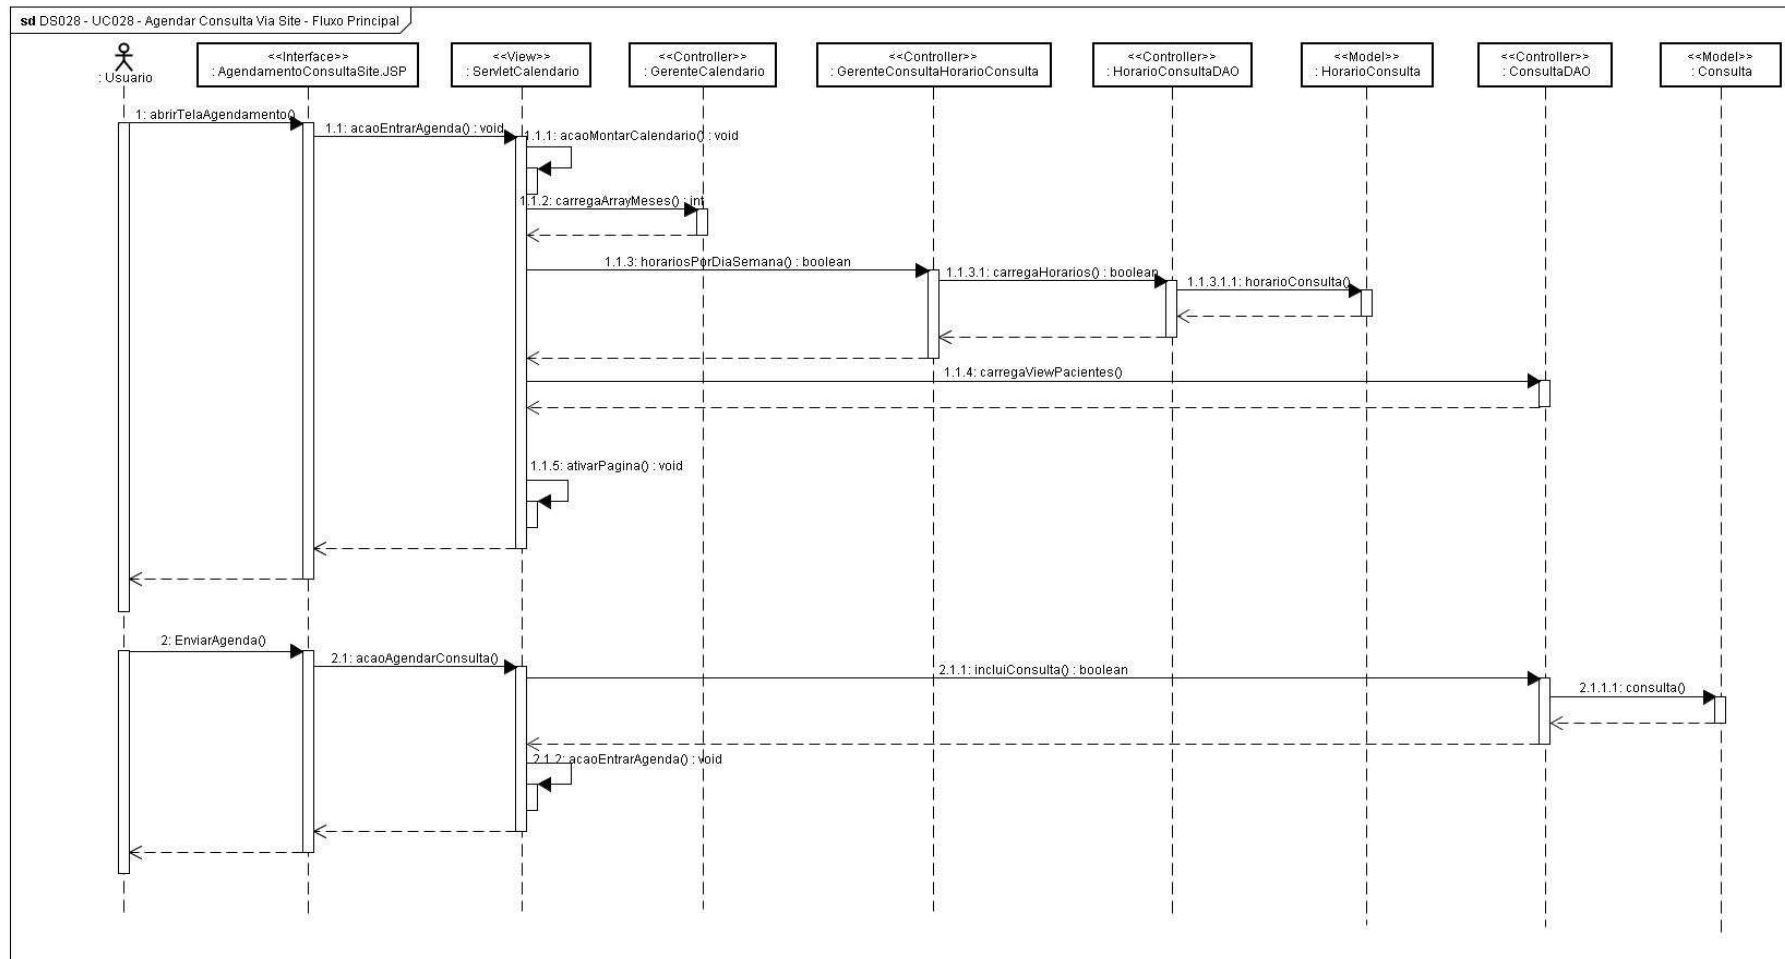 sd DS028 - UC028 - Agendar Consulta Via Site - Fluxo Principal
: Usuario
<<Interface>>
: AgendamentoConsultaSite.JSP
<<View>>
: ServletCalendario
<<Controller>>
: GerenteCalendario
<<Controller>>
: GerenteConsultaHorarioConsulta
<<Controller>>
: HorarioConsultaDAO
<<Model>>
: HorarioConsulta
<<Controller>>
: ConsultaDAO
<<Model>>
: Consulta
1: abrirTelaAgendamento()
1.1: acaoEntrarAgenda() : void
1.1.1: acaoMontarCalendario() : void
1.1.2: carregaArrayMeses() : int
1.1.3: horariosPorDiaSemana() : boolean
1.1.3.1: carregaHorarios() : boolean
1.1.3.1.1: horarioConsulta()
1.1.4: carregaViewPacientes()
1.1.5: ativarPagina() : void
2: EnviarAgenda()
2.1: acaoAgendarConsulta()
2.1.1: incluiConsulta() : boolean
2.1.1.1: consulta()
2.1.2: acaoEntrarAgenda() : void